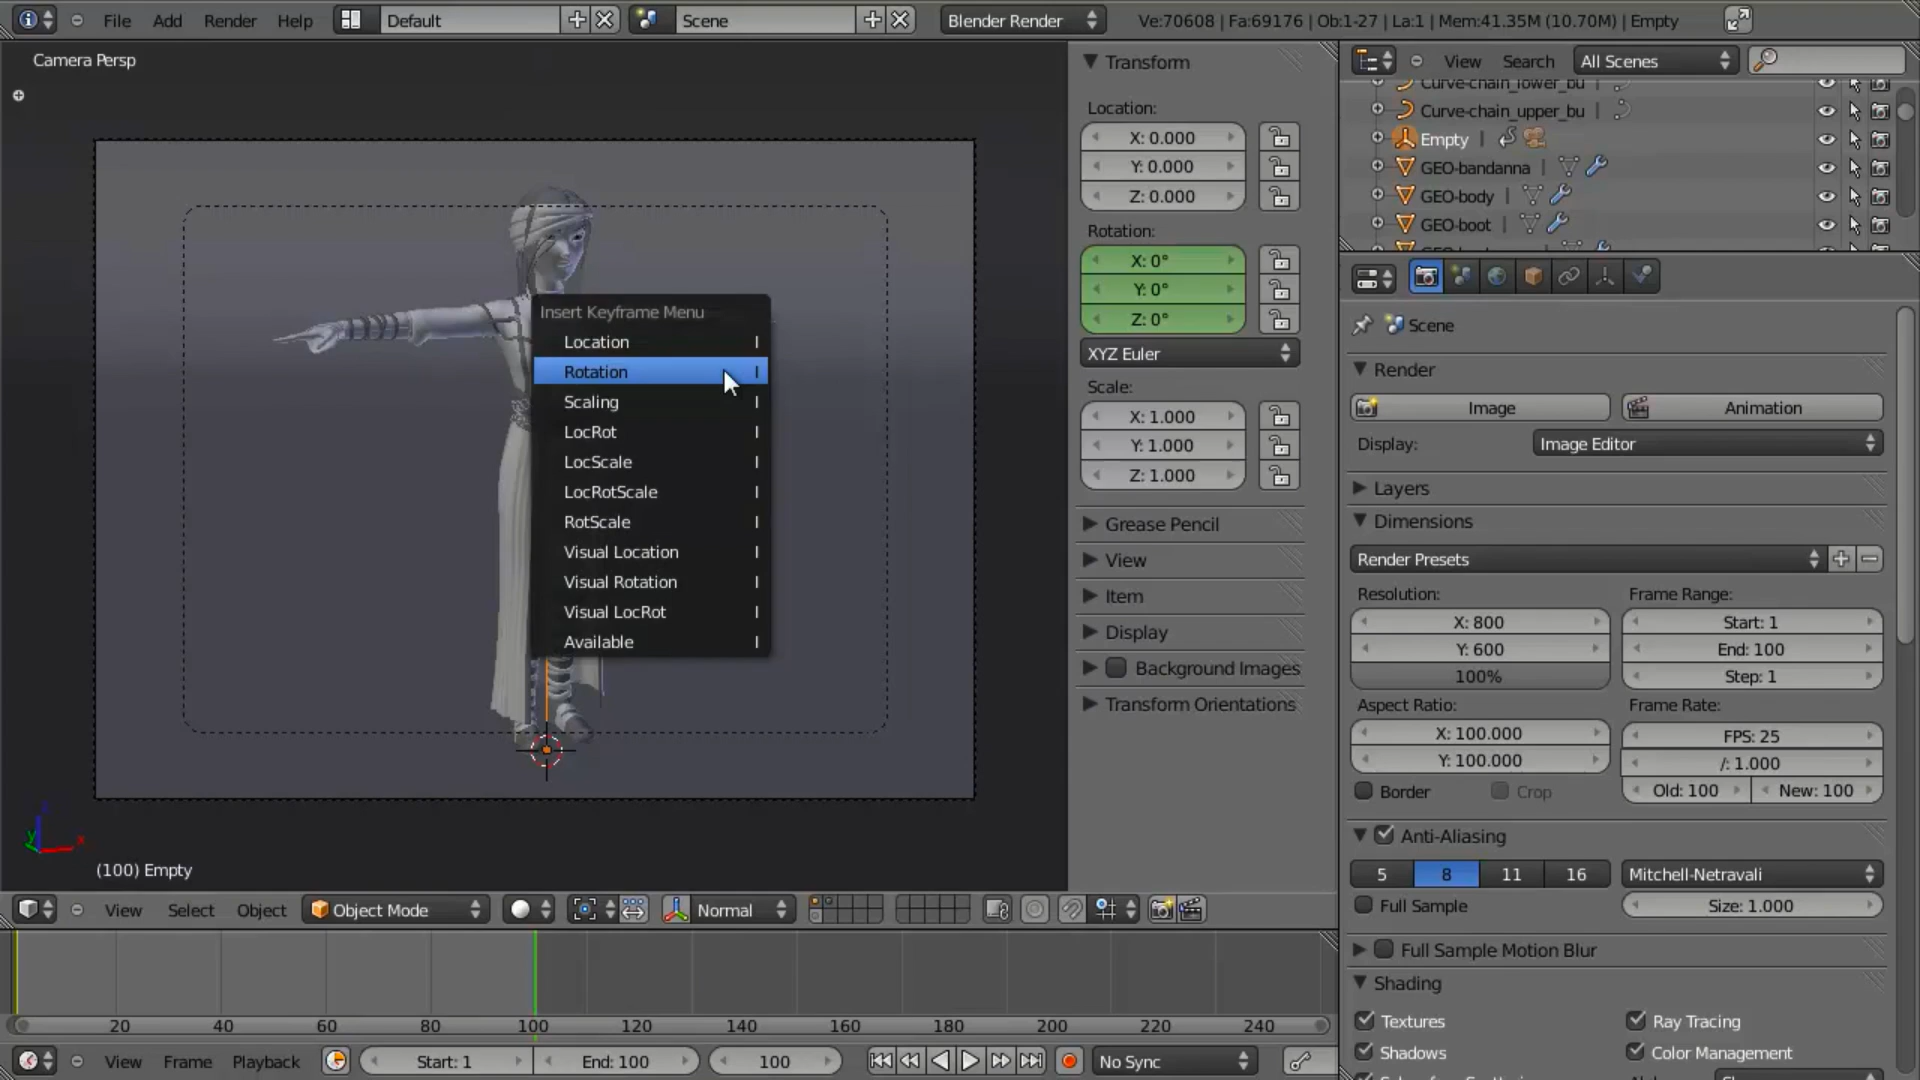 File Add Render Help Default Scene Blender Render Ve:70608 | Fa:69176 | Ob:1-27 | La:1 | Mem:41.35M (10.70M) | Empty
Camera Persp
Insert Keyframe Menu
Location I
Rotation I
Scaling I
LocRot I
LocScale I
LocRotScale I
RotScale I
Visual Location I
Visual Rotation I
Visual LocRot I
Available I
(100) Empty
Transform
Location:
X: 0.000
Y: 0.000
Z: 0.000
Rotation:
X: 0°
Y: 0°
Z: 0°
XYZ Euler
Scale:
X: 1.000
Y: 1.000
Z: 1.000
Grease Pencil
View
Item
Display
Background Images
Transform Orientations
View Search All Scenes
Curve-chain_lower_bu
Curve-chain_upper_bu
Empty
GEO-bandanna
GEO-body
GEO-boot
Scene
Render
Image Animation
Display: Image Editor
Layers
Dimensions
Render Presets
Resolution: Frame Range:
X: 800 Start: 1
Y: 600 End: 100
100% Step: 1
Aspect Ratio: Frame Rate:
X: 100.000 FPS: 25
Y: 100.000 /: 1.000
Border Crop Old: 100 New: 100
Anti-Aliasing
5 8 11 16 Mitchell-Netravali
Full Sample Size: 1.000
Full Sample Motion Blur
Shading
Textures Ray Tracing
Shadows Color Management
View Select Object Object Mode Normal
20 40 60 80 100 120 140 160 180 200 220 240
View Frame Playback Start: 1 End: 100 100 No Sync